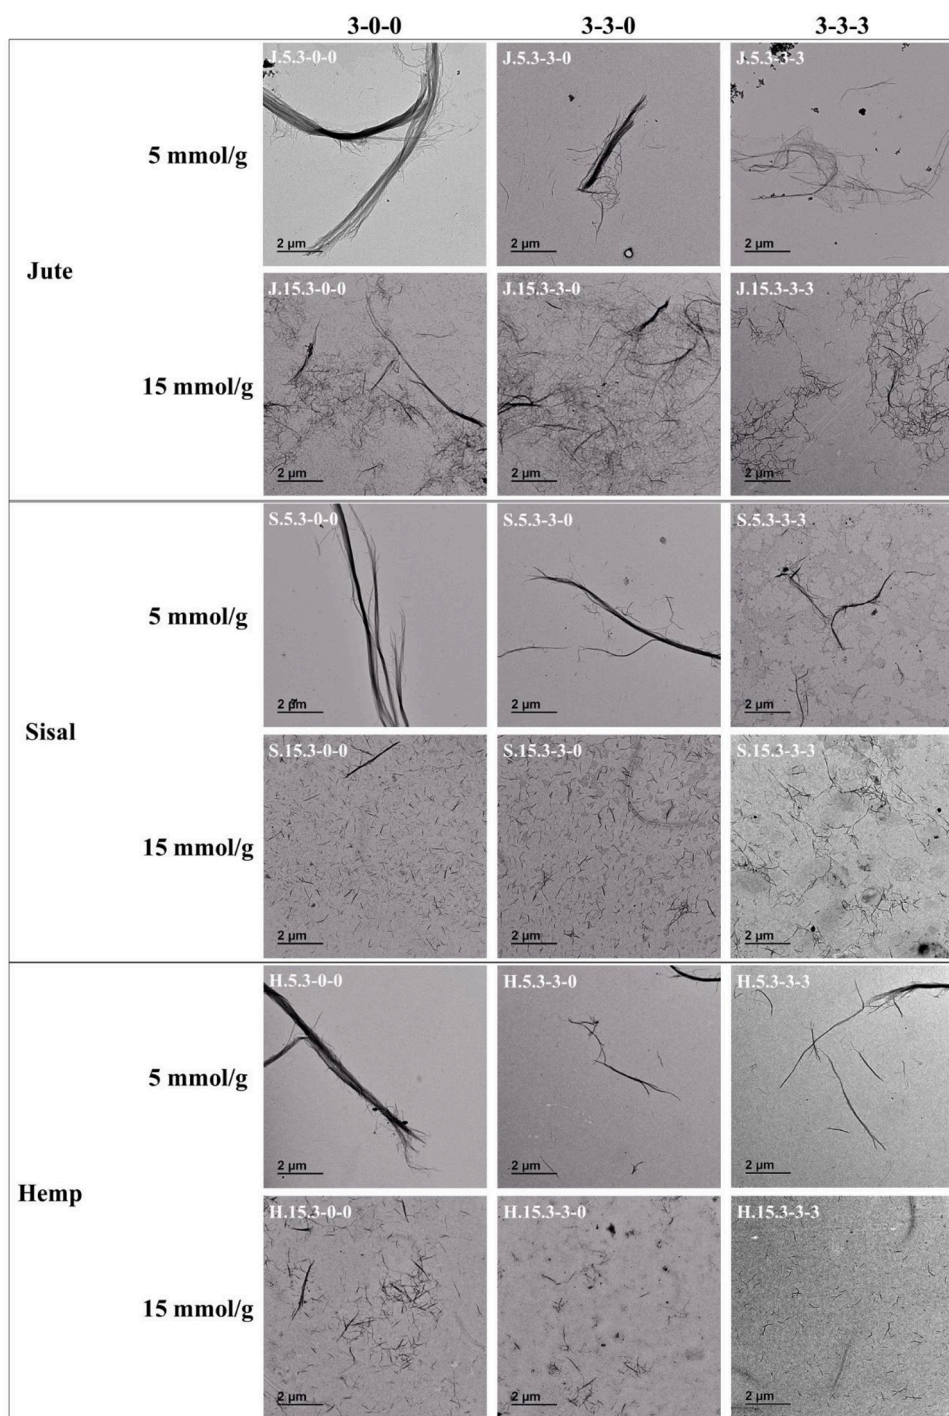 3-0-0 3-3-0 3-3-3
J.5.3-0-0 J.5.3-3-0 J.5.3-3-3
5 mmol/g
2 µm 2 µm 2 µm
Jute
J.15.3-0-0 J.15.3-3-0 J.15.3-3-3
15 mmol/g
2 µm 2 µm 2 µm
S.5.3-0-0 S.5.3-3-0 S.5.3-3-3
5 mmol/g
2 µm 2 µm 2 µm
Sisal
S.15.3-0-0 S.15.3-3-0 S.15.3-3-3
15 mmol/g
2 µm 2 µm 2 µm
H.5.3-0-0 H.5.3-3-0 H.5.3-3-3
5 mmol/g
2 µm 2 µm 2 µm
Hemp
H.15.3-0-0 H.15.3-3-0 H.15.3-3-3
15 mmol/g
2 µm 2 µm 2 µm